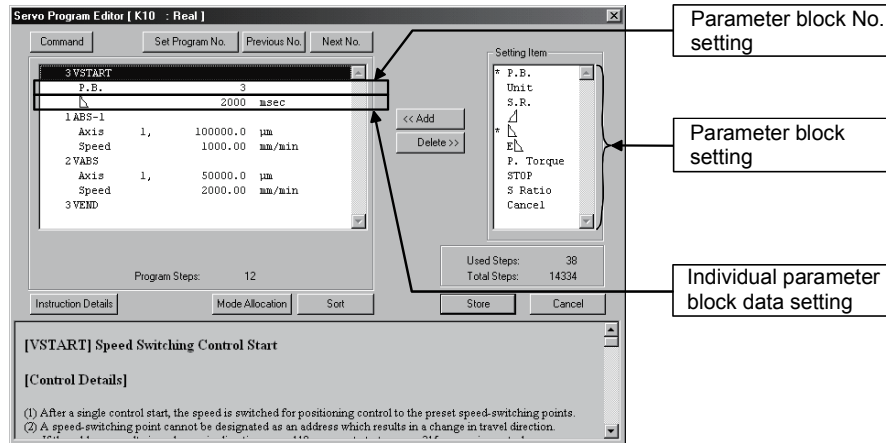 Servo Program Editor [ K10 : Real ]
Command Set Program No. Previous No. Next No.
3 VSTART
P.B. 3
2000 msec
1 ABS-1
Axis 1, 100000.0 μm
Speed 1000.00 mm/min
2 VABS
Axis 1, 50000.0 μm
Speed 2000.00 mm/min
3 VEND
<< Add
Delete >>
Setting Item
* P.B.
Unit
S.R.
*
E
P. Torque
STOP
S Ratio
Cancel
Program Steps: 12
Used Steps: 38
Total Steps: 14334
Instruction Details Mode Allocation Sort Store Cancel
[VSTART] Speed Switching Control Start
[Control Details]
(1) After a single control start, the speed is switched for positioning control to the preset speed-switching points.
(2) A speed-switching point cannot be designated as an address which results in a change in travel direction.
Parameter block No.
setting
Parameter block
setting
Individual parameter
block data setting